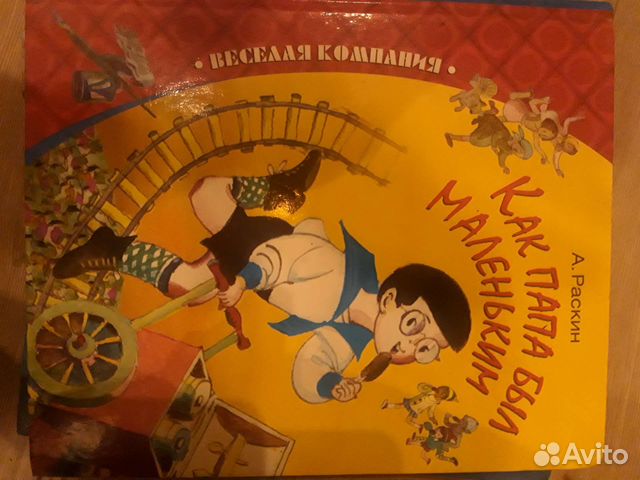 • ВЕСЕЛАЯ КОМПАНИЯ •
А. Раскин
КАК ПАПА БЫЛ
МАЛЕНЬКИМ
Avito